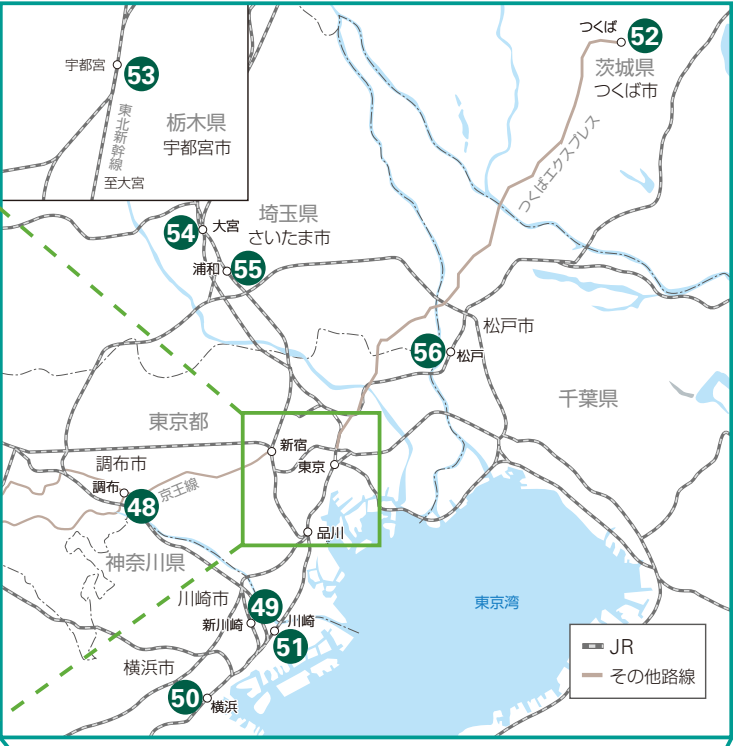 宇都宮
53
栃木県
宇都宮市
東北新幹線
至大宮
つくば
52
茨城県
つくば市
つくばエクスプレス
54
大宮
埼玉県
さいたま市
浦和
55
松戸市
56
松戸
千葉県
東京都
新宿
東京
調布市
調布
京王線
48
品川
神奈川県
川崎市
49
新川崎
川崎
51
東京湾
横浜市
50
横浜
JR
その他路線